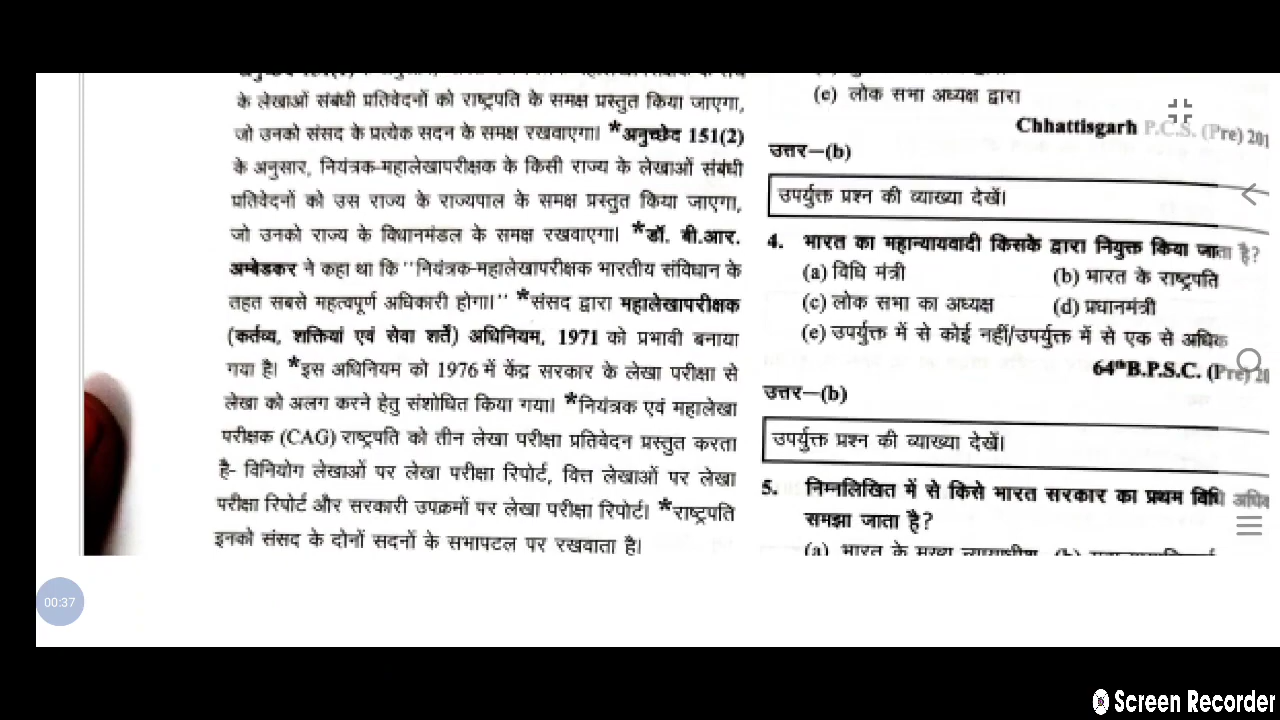 के लेखाओं संबंधी प्रतिवेदनों को राष्ट्रपति के समक्ष प्रस्तुत किया जाएगा,
जो उनको संसद के प्रत्येक सदन के समक्ष रखवाएगा। *अनुच्छेद 151(2)
के अनुसार, नियंत्रक-महालेखापरीक्षक के किसी राज्य के लेखाओं संबंधी
प्रतिवेदनों को उस राज्य के राज्यपाल के समक्ष प्रस्तुत किया जाएगा,
जो उनको राज्य के विधानमंडल के समक्ष रखवाएगा। *डॉ. बी.आर.
अम्बेडकर ने कहा था कि ''नियंत्रक-महालेखापरीक्षक भारतीय संविधान के
तहत सबसे महत्वपूर्ण अधिकारी होगा।'' *संसद द्वारा महालेखापरीक्षक
(कर्तव्य, शक्तियां एवं सेवा शर्ते) अधिनियम, 1971 को प्रभावी बनाया
गया है। *इस अधिनियम को 1976 में केंद्र सरकार के लेखा परीक्षा से
लेखा को अलग करने हेतु संशोधित किया गया। *नियंत्रक एवं महालेखा
परीक्षक (CAG) राष्ट्रपति को तीन लेखा परीक्षा प्रतिवेदन प्रस्तुत करता
है- विनियोग लेखाओं पर लेखा परीक्षा रिपोर्ट, वित्त लेखाओं पर लेखा
परीक्षा रिपोर्ट और सरकारी उपक्रमों पर लेखा परीक्षा रिपोर्ट। *राष्ट्रपति
इनको संसद के दोनों सदनों के सभापटल पर रखवाता है।
(e) लोक सभा अध्यक्ष द्वारा
Chhattisgarh P.C.S. (Pre) 201
उत्तर–(b)
उपर्युक्त प्रश्न की व्याख्या देखें।
4. भारत का महान्यायवादी किसके द्वारा नियुक्त किया जाता है?
(a) विधि मंत्री (b) भारत के राष्ट्रपति
(c) लोक सभा का अध्यक्ष (d) प्रधानमंत्री
(e) उपर्युक्त में से कोई नहीं/उपर्युक्त में से एक से अधिक
64thB.P.S.C. (Pre) 20
उत्तर–(b)
उपर्युक्त प्रश्न की व्याख्या देखें।
5. निम्नलिखित में से किसे भारत सरकार का प्रथम विधि
समझा जाता है?
(a) भारत के मुख्य न्यायाधीश (b)
00:37
Screen Recorder